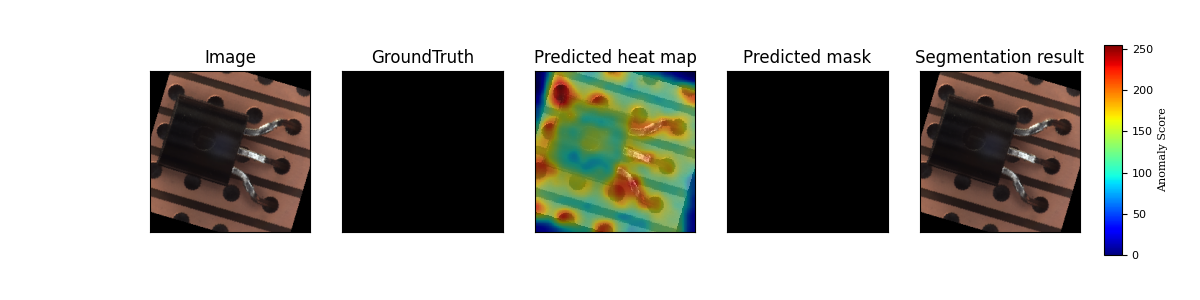 Image
GroundTruth
Predicted heat map
Predicted mask
Segmentation result
250
200
150
100
50
0
Anomaly Score